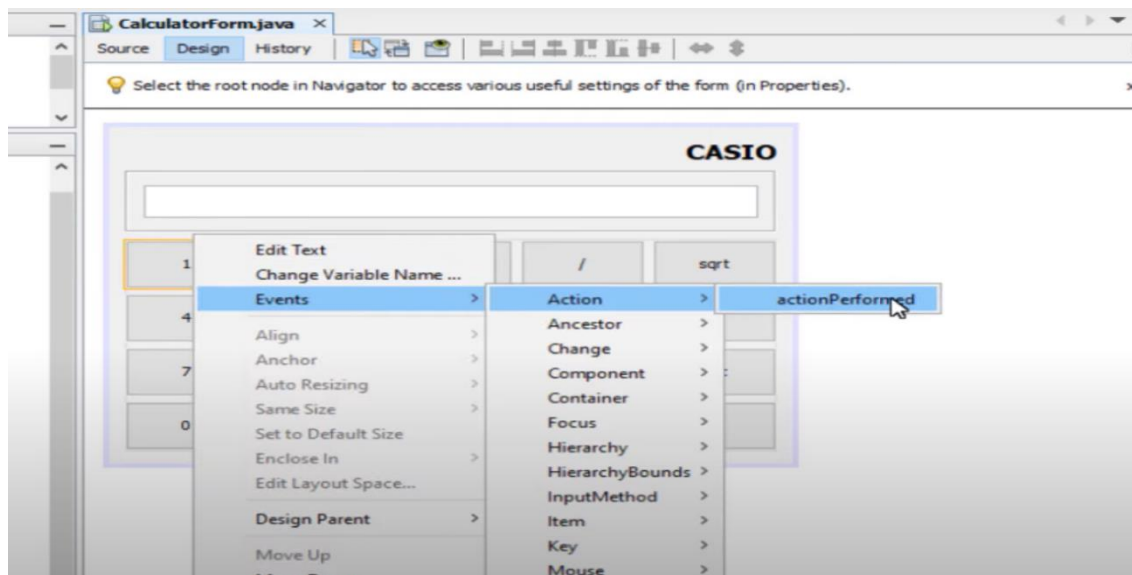 CalculatorForm.java
Source Design History
Select the root node in Navigator to access various useful settings of the form (in Properties).
CASIO
1 / sqrt
4
7
0
Edit Text
Change Variable Name ...
Events
Align
Anchor
Auto Resizing
Same Size
Set to Default Size
Enclose In
Edit Layout Space...
Design Parent
Move Up
Action
Ancestor
Change
Component
Container
Focus
Hierarchy
HierarchyBounds
InputMethod
Item
Key
Mouse
actionPerformed